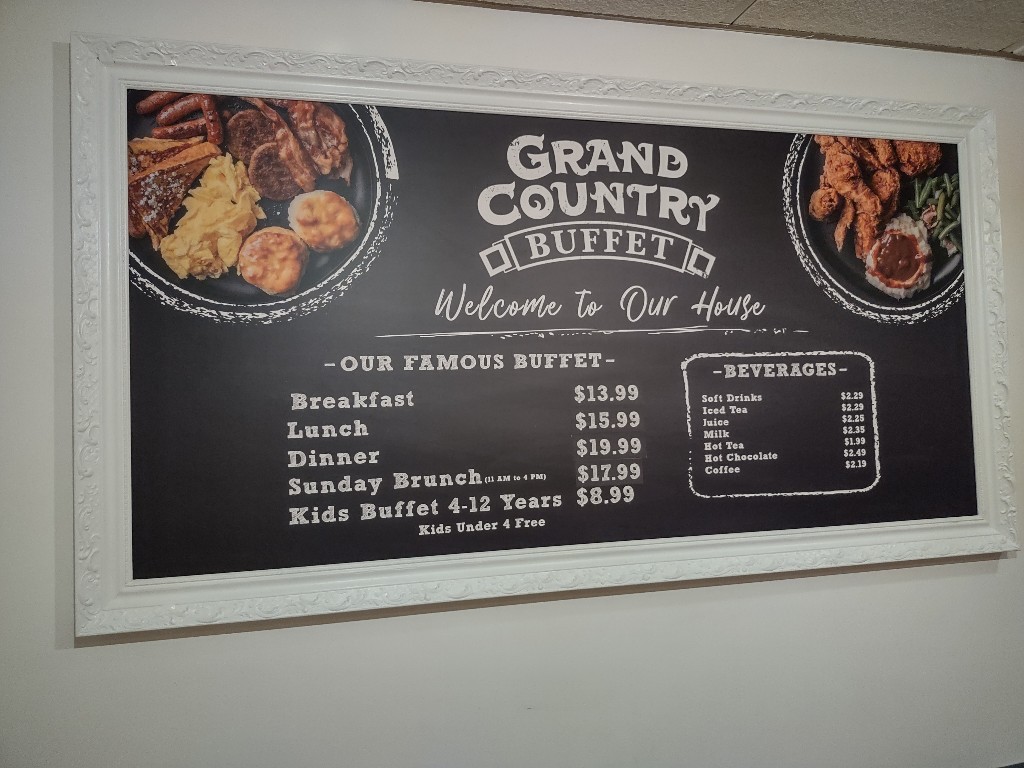 GRAND
COUNTRY
BUFFET
Welcome to Our House
-OUR FAMOUS BUFFET-
Breakfast $13.99
Lunch $15.99
Dinner $19.99
Sunday Brunch (11 AM to 4 PM) $17.99
Kids Buffet 4-12 Years $8.99
Kids Under 4 Free
-BEVERAGES-
Soft Drinks $2.29
Iced Tea $2.29
Juice $2.25
Milk $2.35
Hot Tea $1.99
Hot Chocolate $2.49
Coffee $2.19